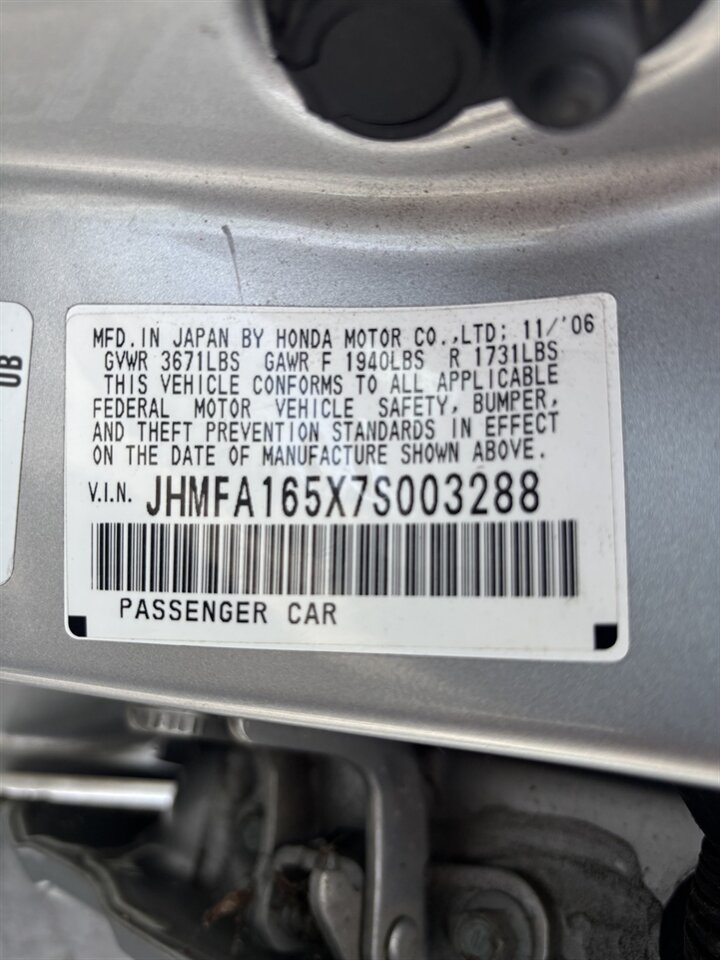 MFD. IN JAPAN BY HONDA MOTOR CO.,LTD; 11/'06
GVWR 3671LBS GAWR F 1940LBS R 1731LBS
THIS VEHICLE CONFORMS TO ALL APPLICABLE
FEDERAL MOTOR VEHICLE SAFETY, BUMPER,
AND THEFT PREVENTION STANDARDS IN EFFECT
ON THE DATE OF MANUFACTURE SHOWN ABOVE.
V.I.N. JHMFA165X7S003288
PASSENGER CAR